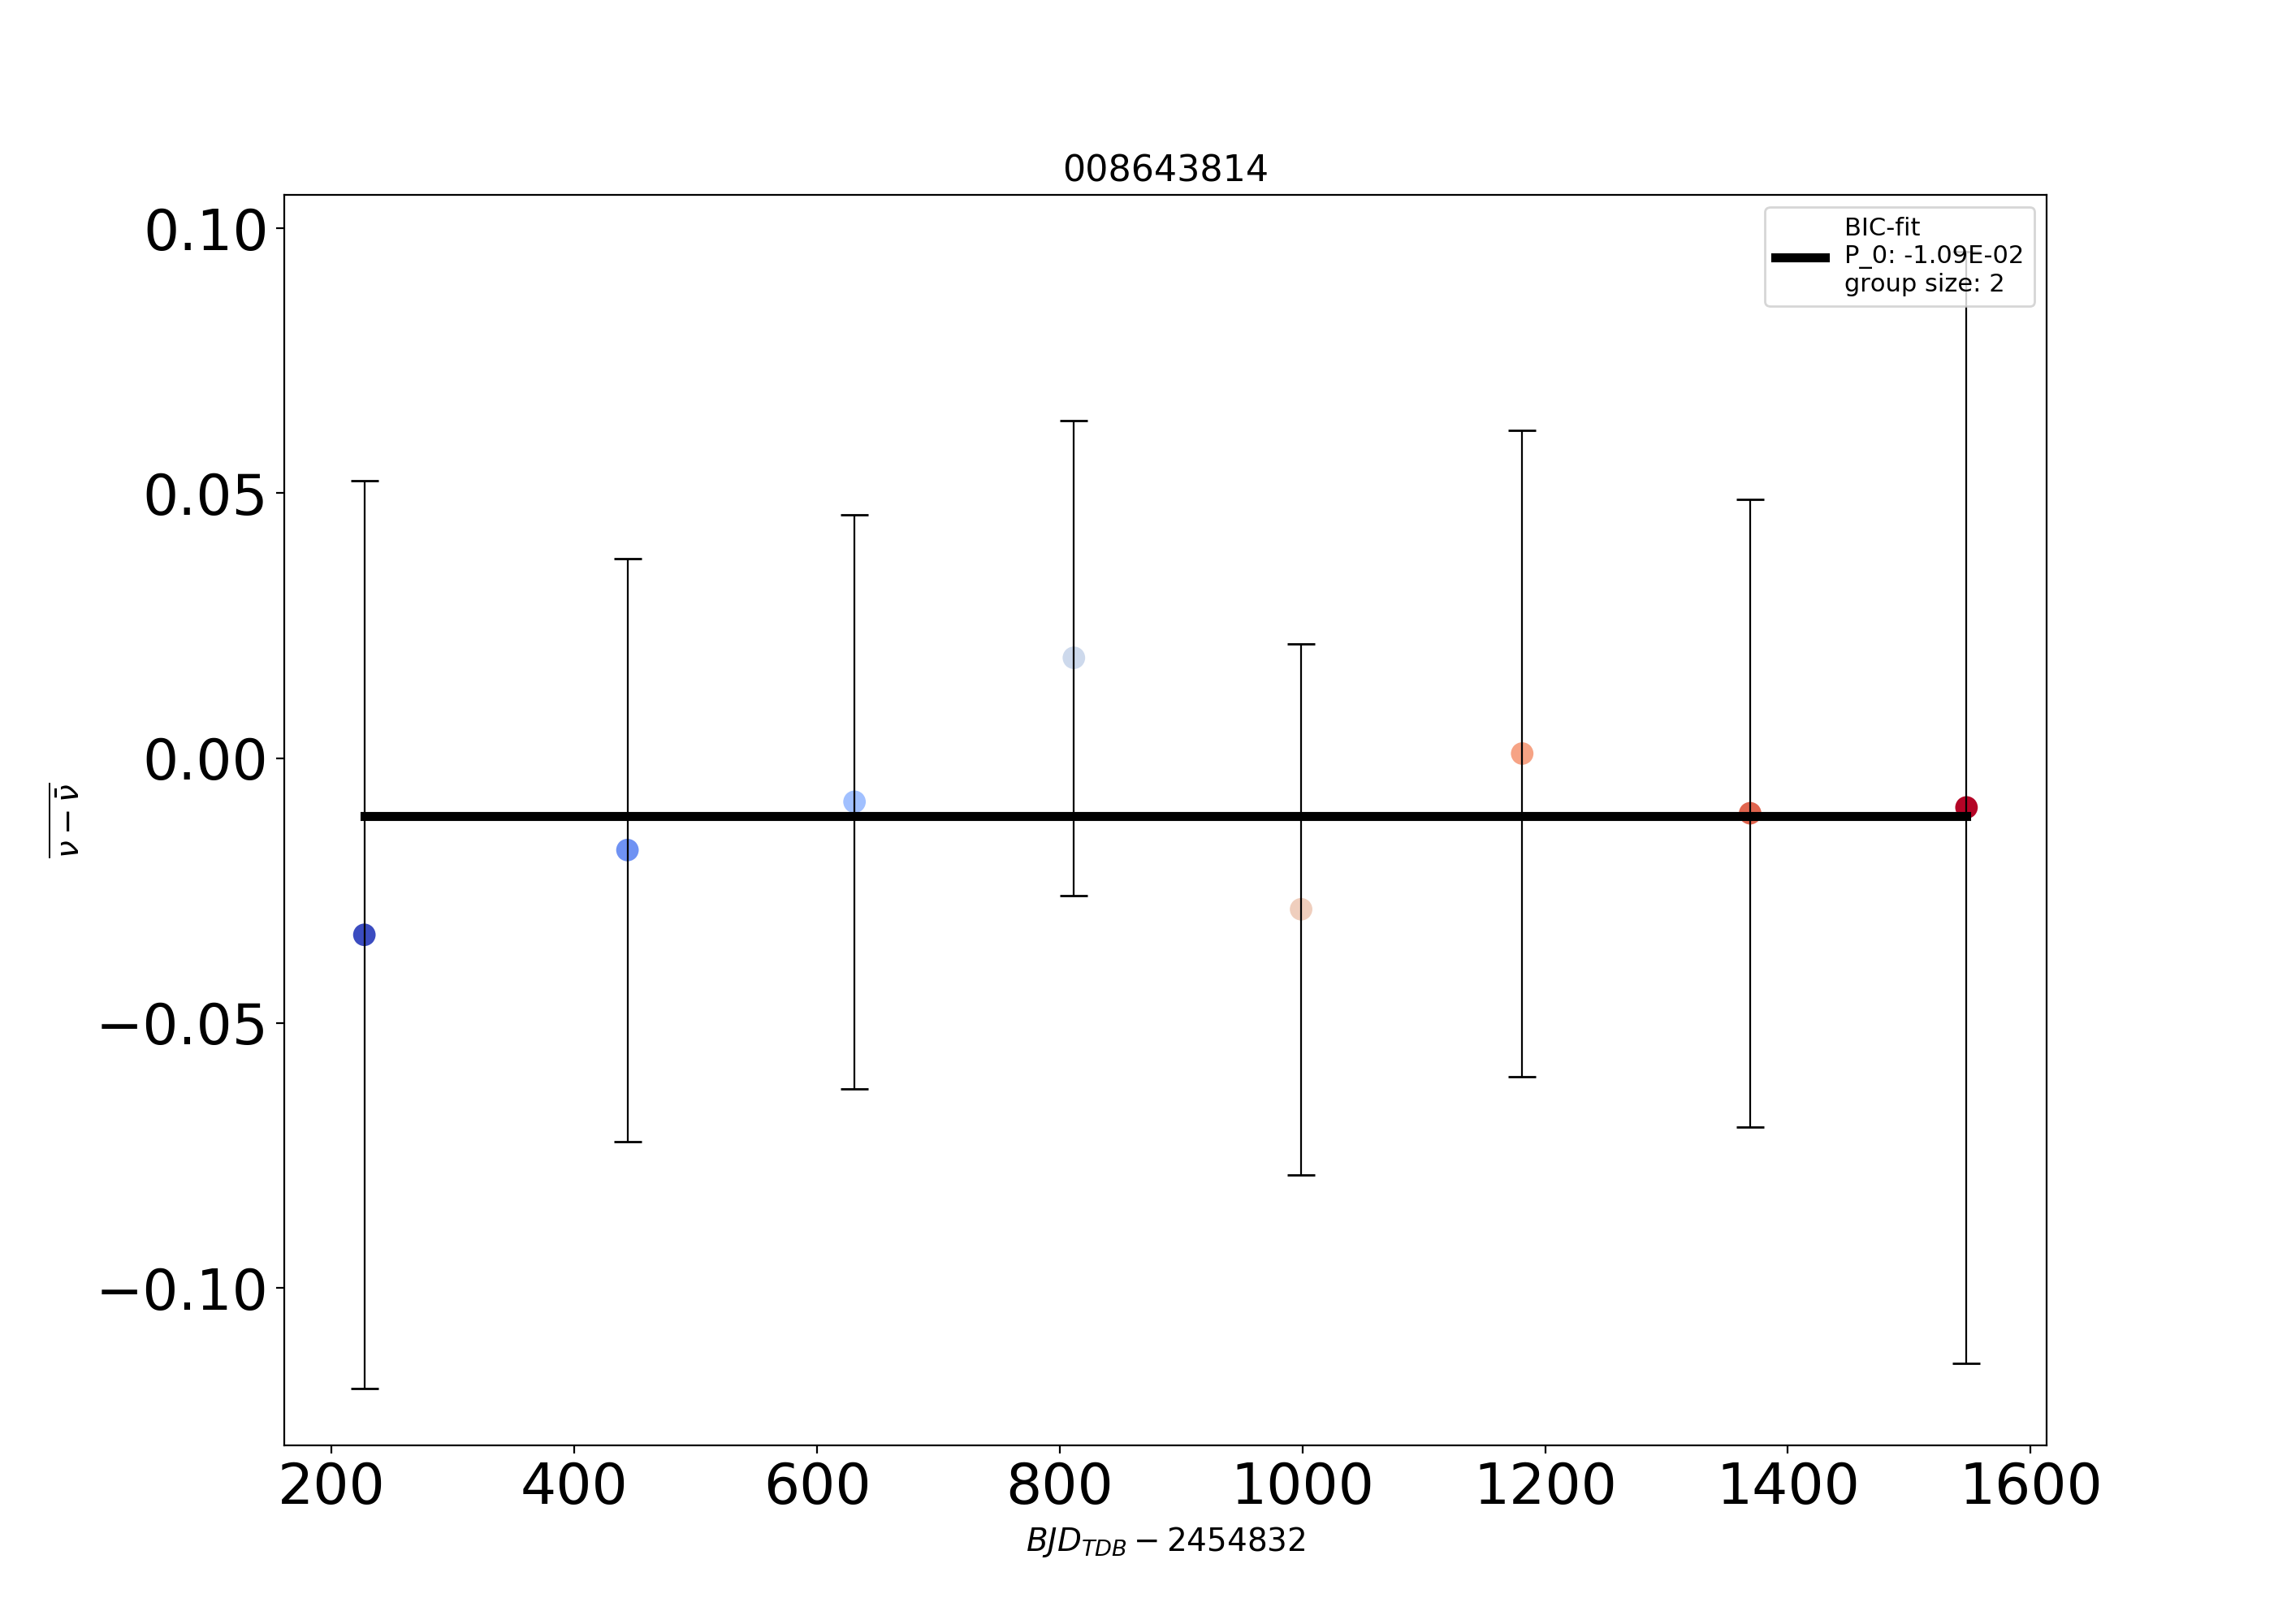 008643814
BIC-fit
P_0: -1.09E-02
group size: 2
0.10
0.05
0.00
−0.05
−0.10
ν − ν̄
200 400 600 800 1000 1200 1400 1600
BJD_TDB − 2454832